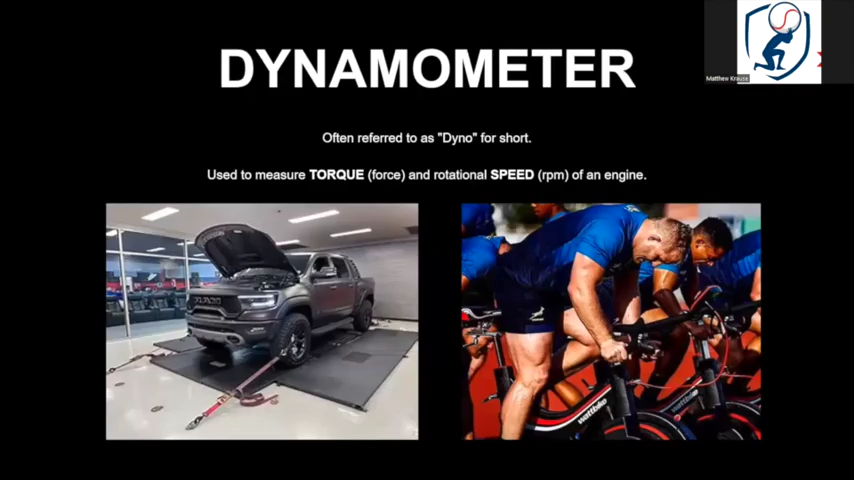 DYNAMOMETER
Matthew Krause
Often referred to as "Dyno" for short.
Used to measure TORQUE (force) and rotational SPEED (rpm) of an engine.
RAM
wattbike
wattbike